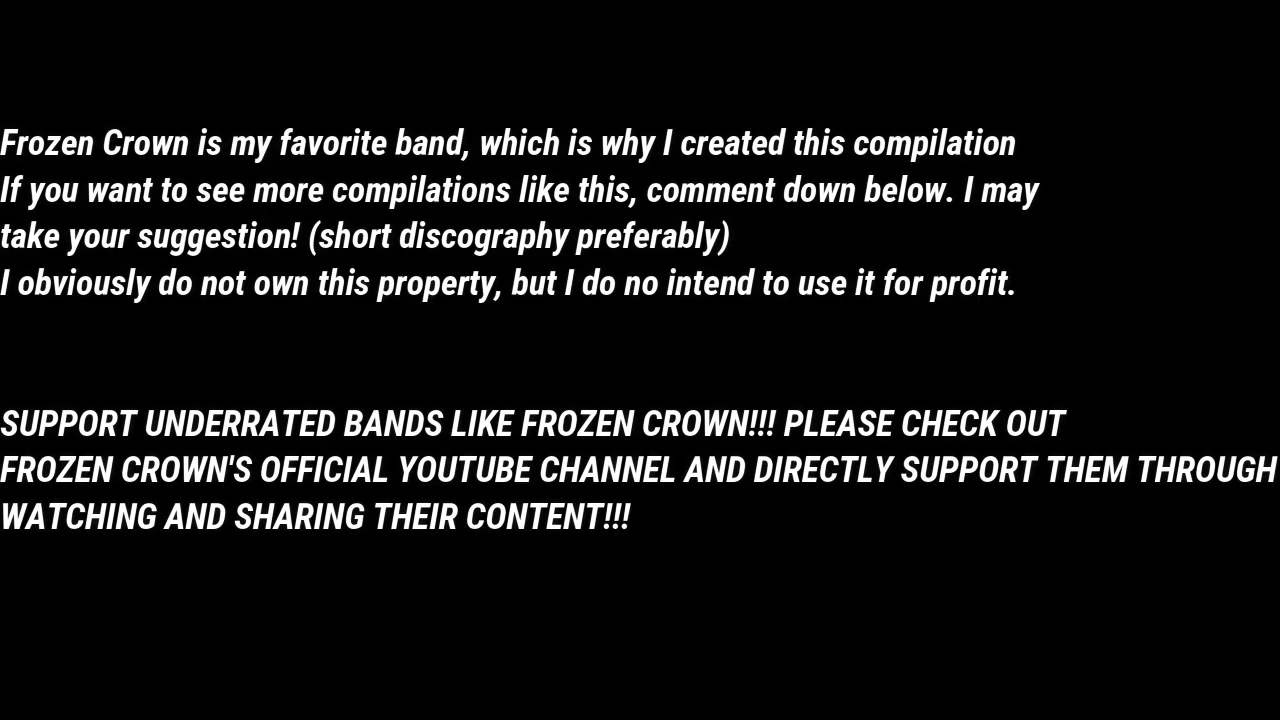 Frozen Crown is my favorite band, which is why I created this compilation
If you want to see more compilations like this, comment down below. I may
take your suggestion! (short discography preferably)
I obviously do not own this property, but I do no intend to use it for profit.
SUPPORT UNDERRATED BANDS LIKE FROZEN CROWN!!! PLEASE CHECK OUT
FROZEN CROWN'S OFFICIAL YOUTUBE CHANNEL AND DIRECTLY SUPPORT THEM THROUGH
WATCHING AND SHARING THEIR CONTENT!!!